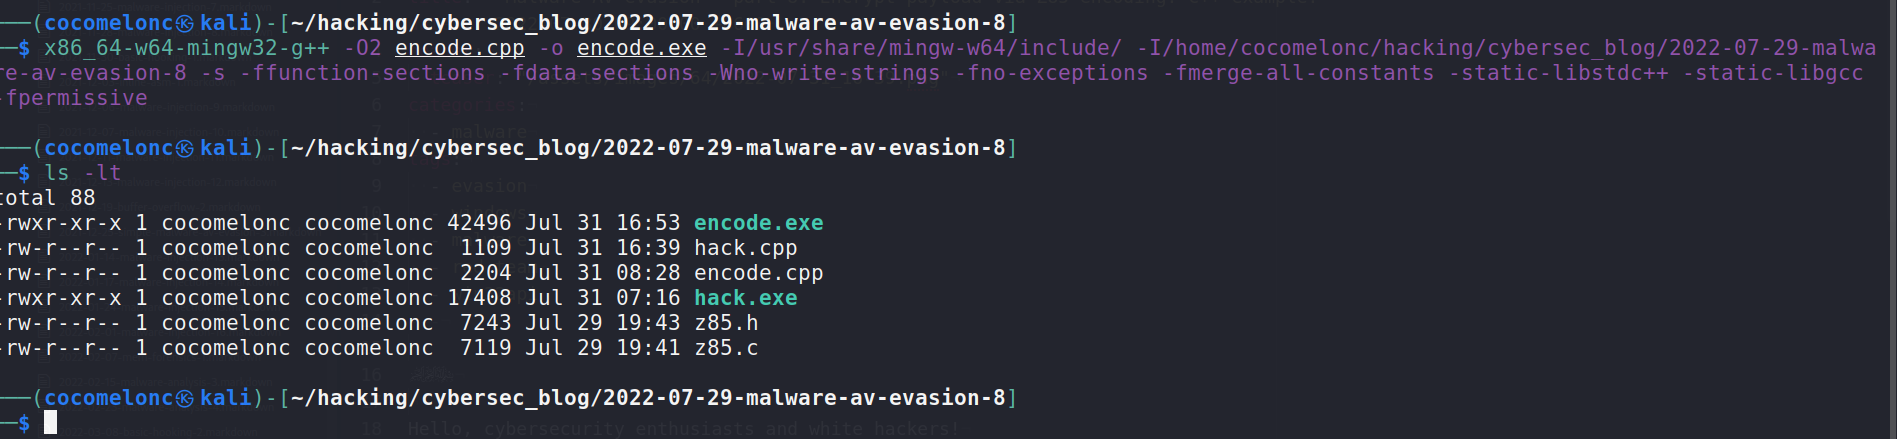 ──(cocomelonc㉿kali)-[~/hacking/cybersec_blog/2022-07-29-malware-av-evasion-8]
─$ x86_64-w64-mingw32-g++ -O2 encode.cpp -o encode.exe -I/usr/share/mingw-w64/include/ -I/home/cocomelonc/hacking/cybersec_blog/2022-07-29-malwa
re-av-evasion-8 -s -ffunction-sections -fdata-sections -Wno-write-strings -fno-exceptions -fmerge-all-constants -static-libstdc++ -static-libgcc
-fpermissive
──(cocomelonc㉿kali)-[~/hacking/cybersec_blog/2022-07-29-malware-av-evasion-8]
─$ ls -lt
total 88
-rwxr-xr-x 1 cocomelonc cocomelonc 42496 Jul 31 16:53 encode.exe
-rw-r--r-- 1 cocomelonc cocomelonc  1109 Jul 31 16:39 hack.cpp
-rw-r--r-- 1 cocomelonc cocomelonc  2204 Jul 31 08:28 encode.cpp
-rwxr-xr-x 1 cocomelonc cocomelonc 17408 Jul 31 07:16 hack.exe
-rw-r--r-- 1 cocomelonc cocomelonc  7243 Jul 29 19:43 z85.h
-rw-r--r-- 1 cocomelonc cocomelonc  7119 Jul 29 19:41 z85.c
──(cocomelonc㉿kali)-[~/hacking/cybersec_blog/2022-07-29-malware-av-evasion-8]
─$
18 Hello, cybersecurity enthusiasts and white hackers!